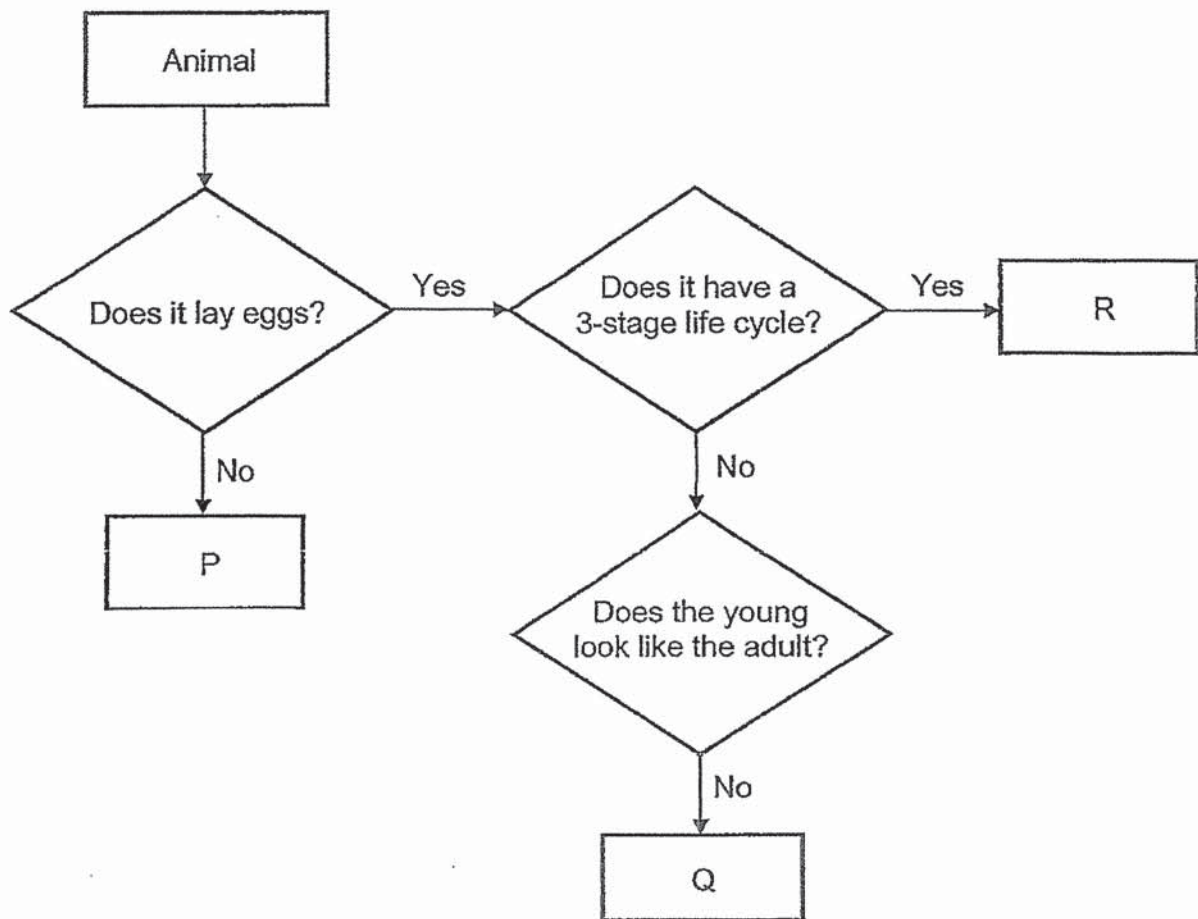 Animal
Does it lay eggs?
Yes
Does it have a
3-stage life cycle?
Yes
R
No
P
No
Does the young
look like the adult?
No
Q